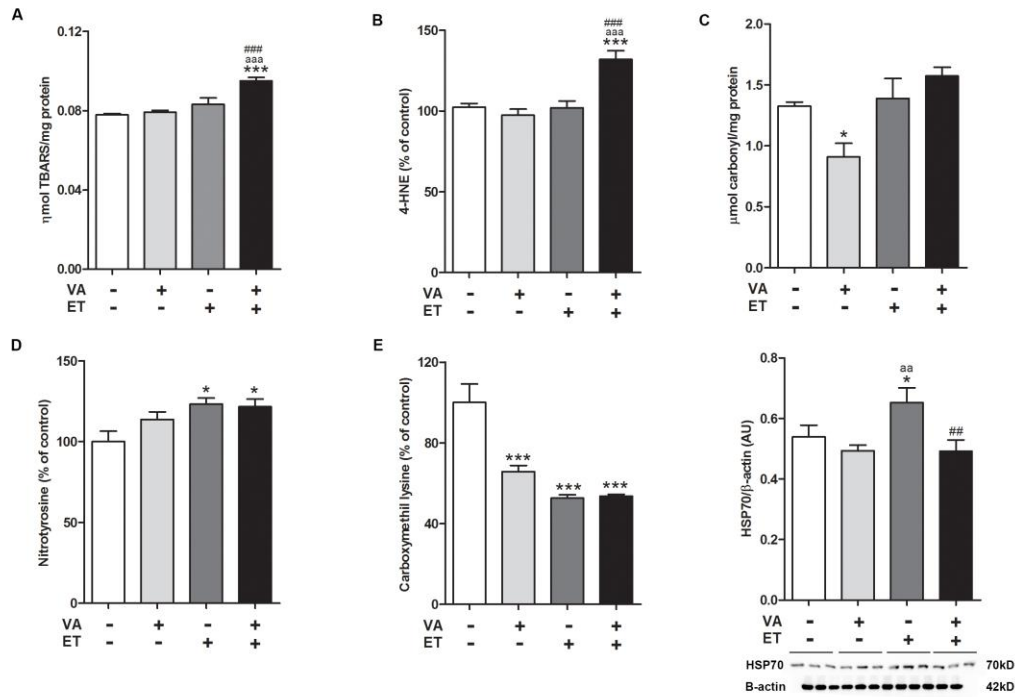 A
ηmol TBARS/mg protein
0.12
0.08
0.04
0.00
###
aaa
***
VA - + - +
ET - - + +
B
4-HNE (% of control)
150
100
50
0
###
aaa
***
VA - + - +
ET - - + +
C
μmol carbonyl/mg protein
2.0
1.5
1.0
0.5
0.0
*
VA - + - +
ET - - + +
D
Nitrotyrosine (% of control)
150
100
50
0
* *
VA - + - +
ET - - + +
E
Carboxymethil lysine (% of control)
120
80
40
0
*** *** ***
VA - + - +
ET - - + +
HSP70/β-actin (AU)
0.8
0.6
0.4
0.2
0.0
aa
*
##
VA - + - +
ET - - + +
HSP70 70kD
B-actin 42kD